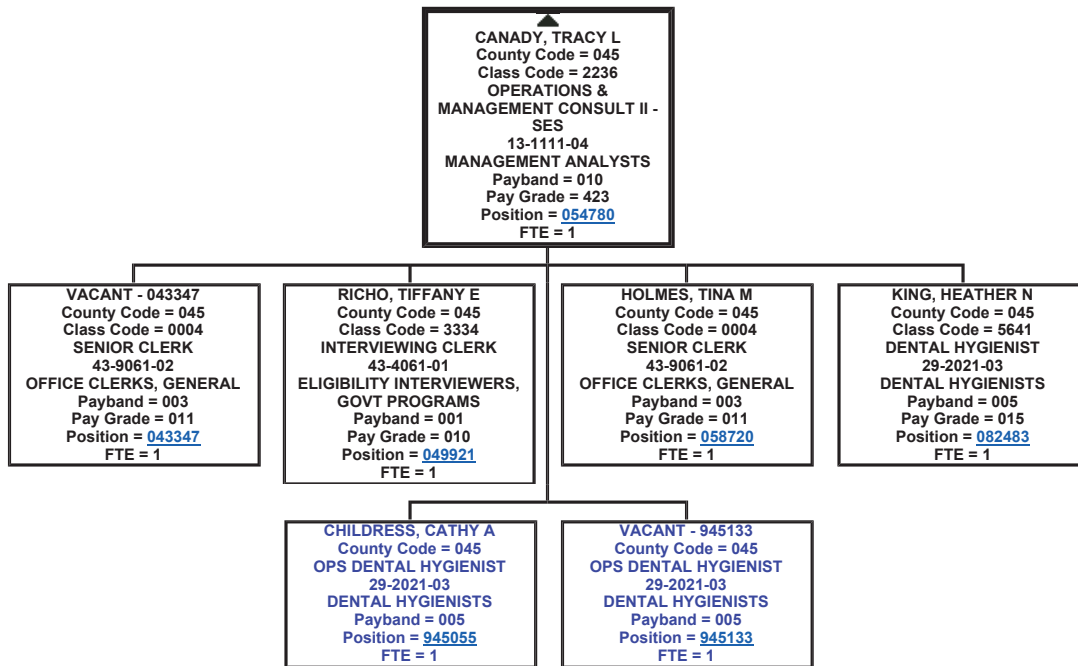 CANADY, TRACY L
County Code = 045
Class Code = 2236
OPERATIONS &
MANAGEMENT CONSULT II -
SES
13-1111-04
MANAGEMENT ANALYSTS
Payband = 010
Pay Grade = 423
Position = 054780
FTE = 1
VACANT - 043347
County Code = 045
Class Code = 0004
SENIOR CLERK
43-9061-02
OFFICE CLERKS, GENERAL
Payband = 003
Pay Grade = 011
Position = 043347
FTE = 1
RICHO, TIFFANY E
County Code = 045
Class Code = 3334
INTERVIEWING CLERK
43-4061-01
ELIGIBILITY INTERVIEWERS,
GOVT PROGRAMS
Payband = 001
Pay Grade = 010
Position = 049921
FTE = 1
HOLMES, TINA M
County Code = 045
Class Code = 0004
SENIOR CLERK
43-9061-02
OFFICE CLERKS, GENERAL
Payband = 003
Pay Grade = 011
Position = 058720
FTE = 1
KING, HEATHER N
County Code = 045
Class Code = 5641
DENTAL HYGIENIST
29-2021-03
DENTAL HYGIENISTS
Payband = 005
Pay Grade = 015
Position = 082483
FTE = 1
CHILDRESS, CATHY A
County Code = 045
OPS DENTAL HYGIENIST
29-2021-03
DENTAL HYGIENISTS
Payband = 005
Position = 945055
FTE = 1
VACANT - 945133
County Code = 045
OPS DENTAL HYGIENIST
29-2021-03
DENTAL HYGIENISTS
Payband = 005
Position = 945133
FTE = 1